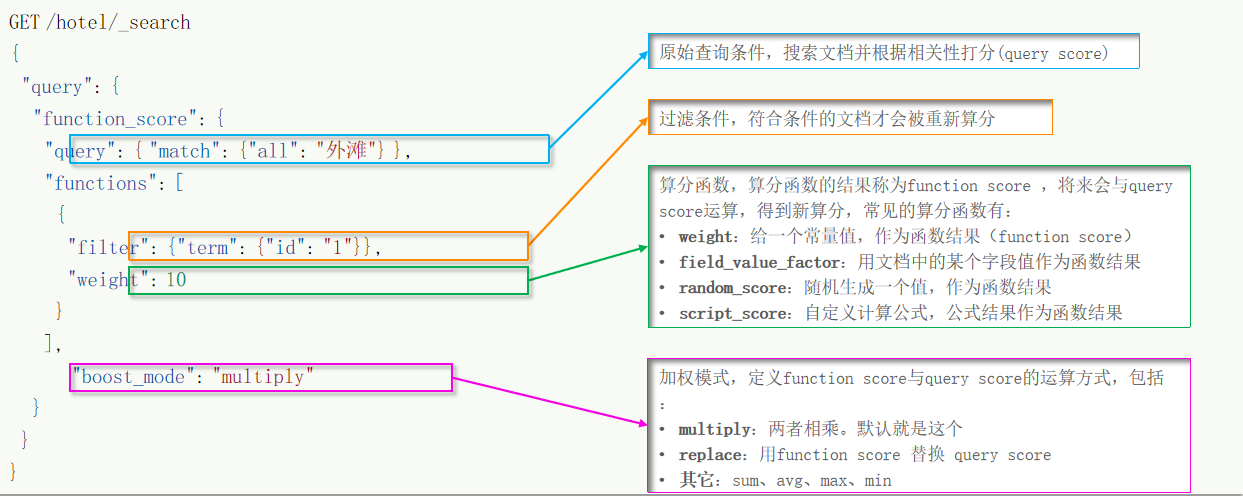 GET /hotel/_search
{
"query": {
"function_score": {
"query": { "match": {"all": "外滩"} },
"functions": [
{
"filter": {"term": {"id": "1"}},
"weight": 10
}
],
"boost_mode": "multiply"
}
}
}
原始查询条件，搜索文档并根据相关性打分(query score)
过滤条件，符合条件的文档才会被重新算分
算分函数，算分函数的结果称为function score ，将来会与query
score运算，得到新算分，常见的算分函数有：
• weight：给一个常量值，作为函数结果（function score）
• field_value_factor：用文档中的某个字段值作为函数结果
• random_score：随机生成一个值，作为函数结果
• script_score：自定义计算公式，公式结果作为函数结果
加权模式，定义function score与query score的运算方式，包括
：
• multiply：两者相乘。默认就是这个
• replace：用function score 替换 query score
• 其它：sum、avg、max、min